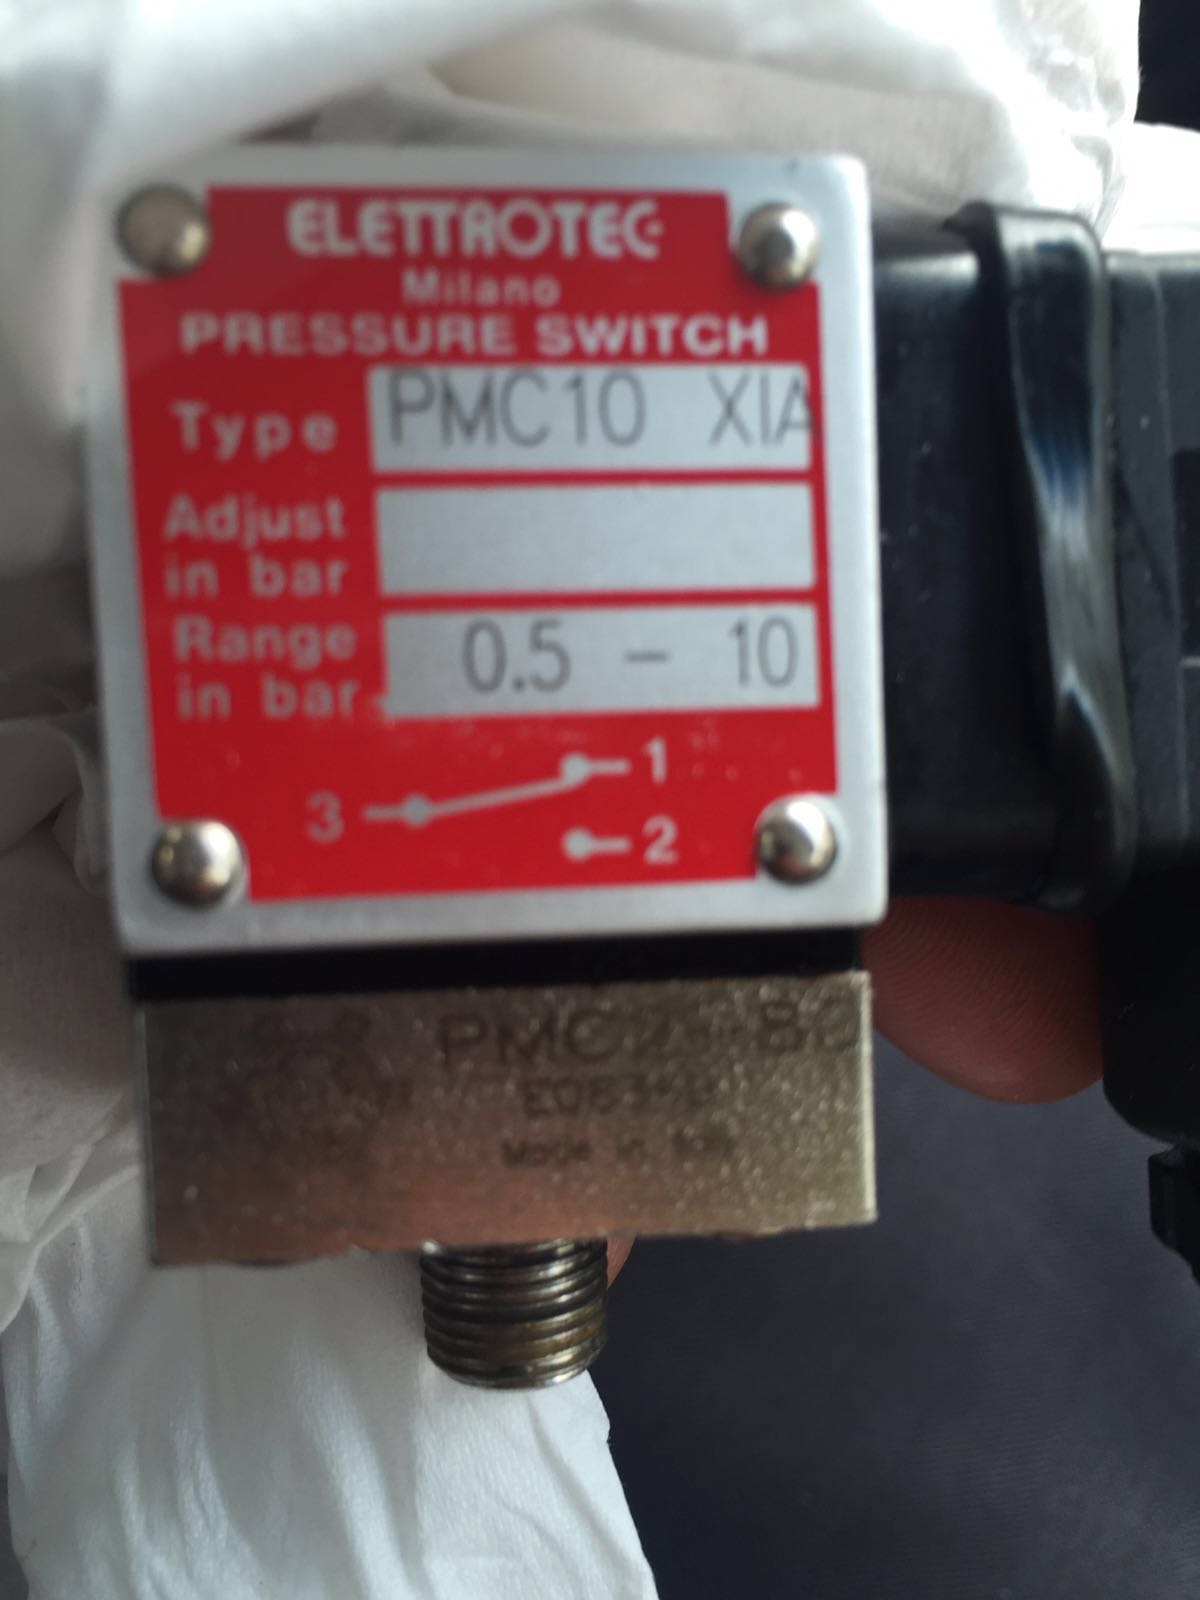 ELETTROTEC
Milano
PRESSURE SWITCH
Type PMC10 XIA
Adjust
in bar
Range
in bar 0.5 - 10
1
3
2
Made in